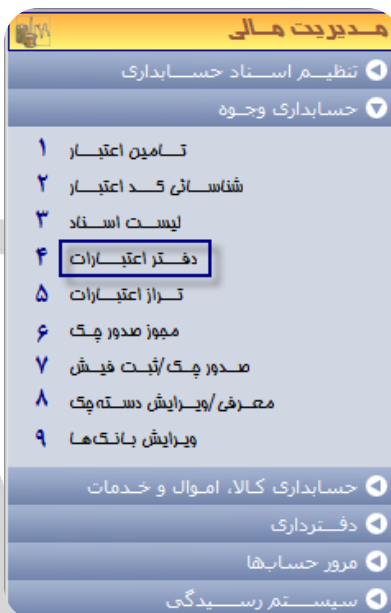 مدیریت مالی
تنظیم اسناد حسابداری
حسابداری وجوه
۱ تامین اعتبار
۲ شناسائی کد اعتبار
۳ لیست اسناد
۴ دفتر اعتبارات
۵ تراز اعتبارات
۶ مجوز صدور چک
۷ صدور چک/ثبت فیش
۸ معرفی/ویرایش دسته‌چک
۹ ویرایش بانک‌ها
حسابداری کالا، اموال و خدمات
دفترداری
مرور حساب‌ها
سیستم رسیدگی